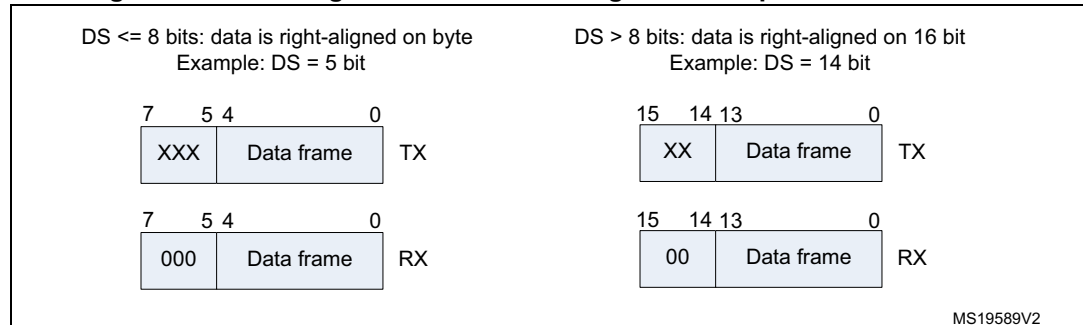 DS <= 8 bits: data is right-aligned on byte
Example: DS = 5 bit
7 5 4 0
XXX Data frame TX
7 5 4 0
000 Data frame RX
DS > 8 bits: data is right-aligned on 16 bit
Example: DS = 14 bit
15 14 13 0
XX Data frame TX
15 14 13 0
00 Data frame RX
MS19589V2